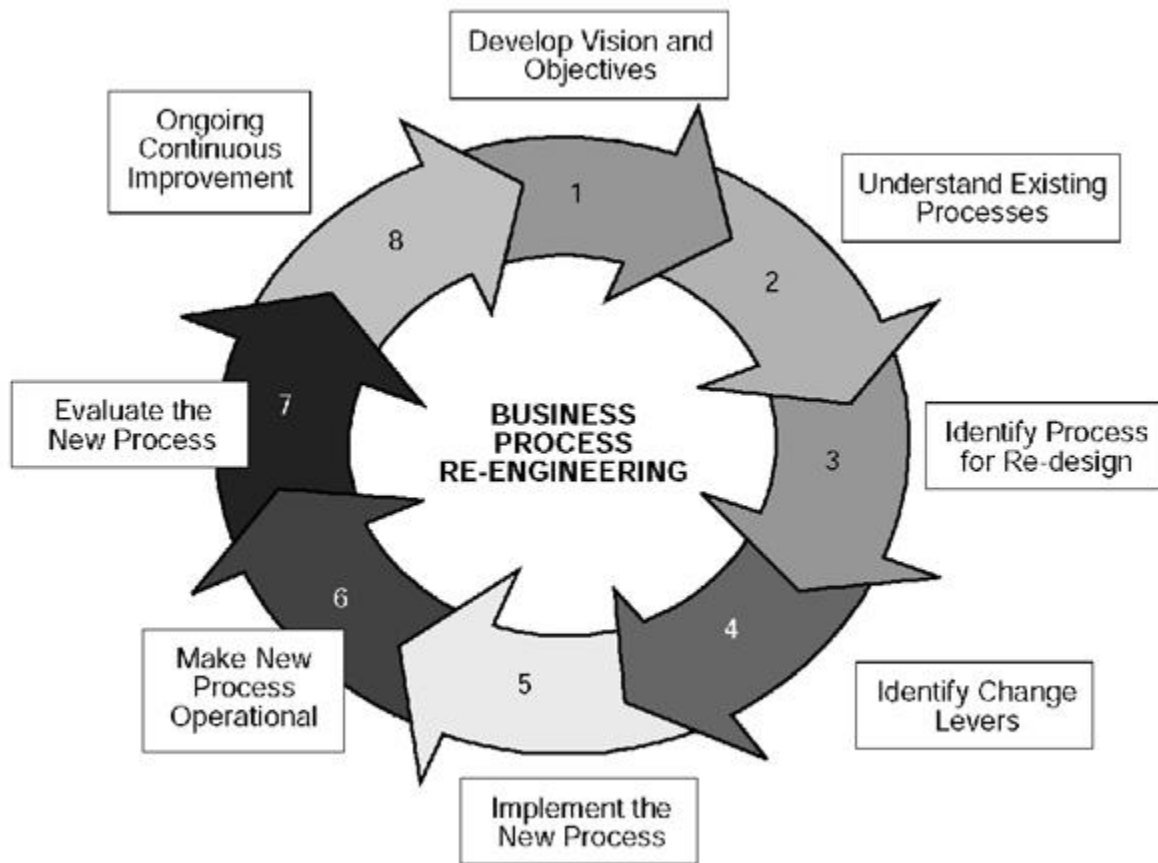 Develop Vision and
Objectives
1
Understand Existing
Processes
2
Identify Process
for Re-design
3
Identify Change
Levers
4
Implement the
New Process
5
Make New
Process
Operational
6
Evaluate the
New Process
7
Ongoing
Continuous
Improvement
8
BUSINESS
PROCESS
RE-ENGINEERING